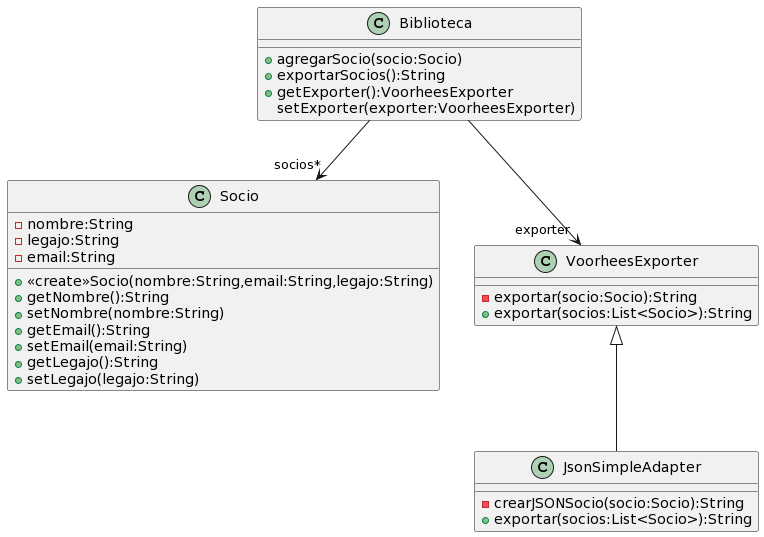 C Biblioteca
agregarSocio(socio:Socio)
exportarSocios():String
getExporter():VoorheesExporter
setExporter(exporter:VoorheesExporter)
socios*
exporter
C Socio
nombre:String
legajo:String
email:String
«create»Socio(nombre:String,email:String,legajo:String)
getNombre():String
setNombre(nombre:String)
getEmail():String
setEmail(email:String)
getLegajo():String
setLegajo(legajo:String)
C VoorheesExporter
exportar(socio:Socio):String
exportar(socios:List<Socio>):String
C JsonSimpleAdapter
crearJSONSocio(socio:Socio):String
exportar(socios:List<Socio>):String